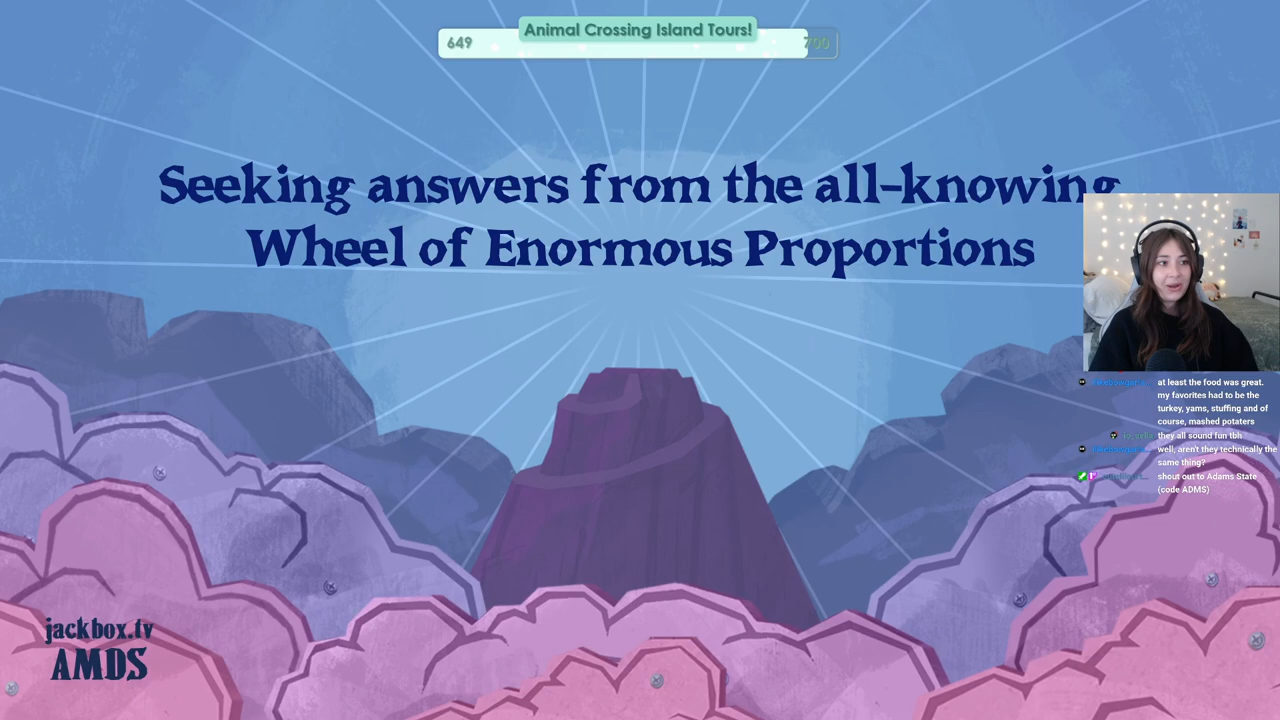 Animal Crossing Island Tours!
649
700
Seeking answers from the all-knowing
Wheel of Enormous Proportions
at least the food was great.
my favorites had to be the
turkey, yams, stuffing and of
course, mashed potaters
they all sound fun tbh
well, aren't they technically the
same thing?
shout out to Adams State
(code ADMS)
jackbox.tv
AMDS